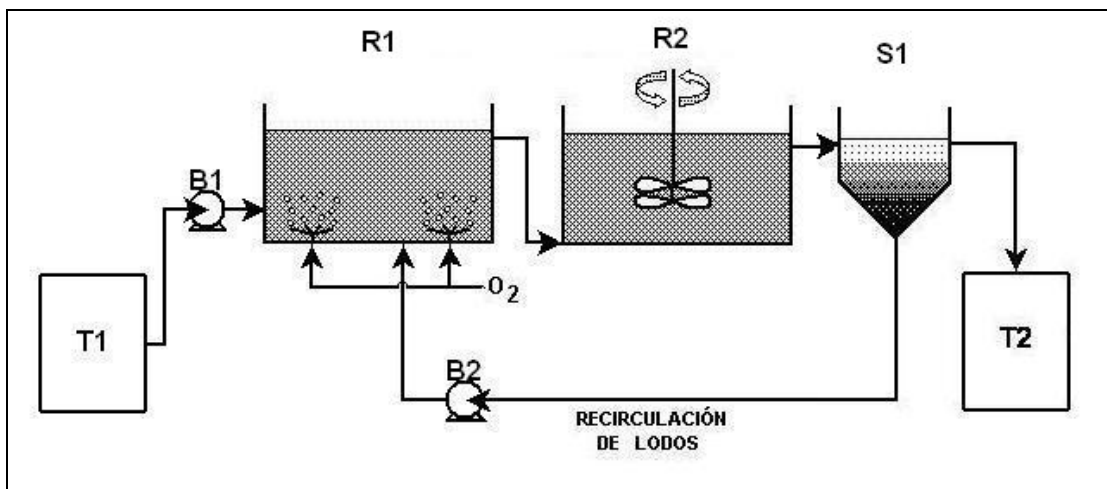 R1
R2
S1
B1
O2
T1
T2
B2
RECIRCULACIÓN
DE LODOS